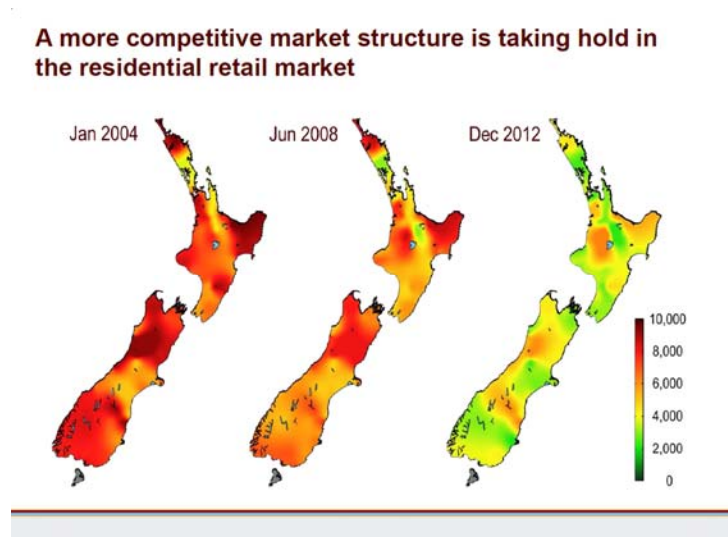 A more competitive market structure is taking hold in
the residential retail market
Jan 2004
Jun 2008
Dec 2012
10,000
8,000
6,000
4,000
2,000
0